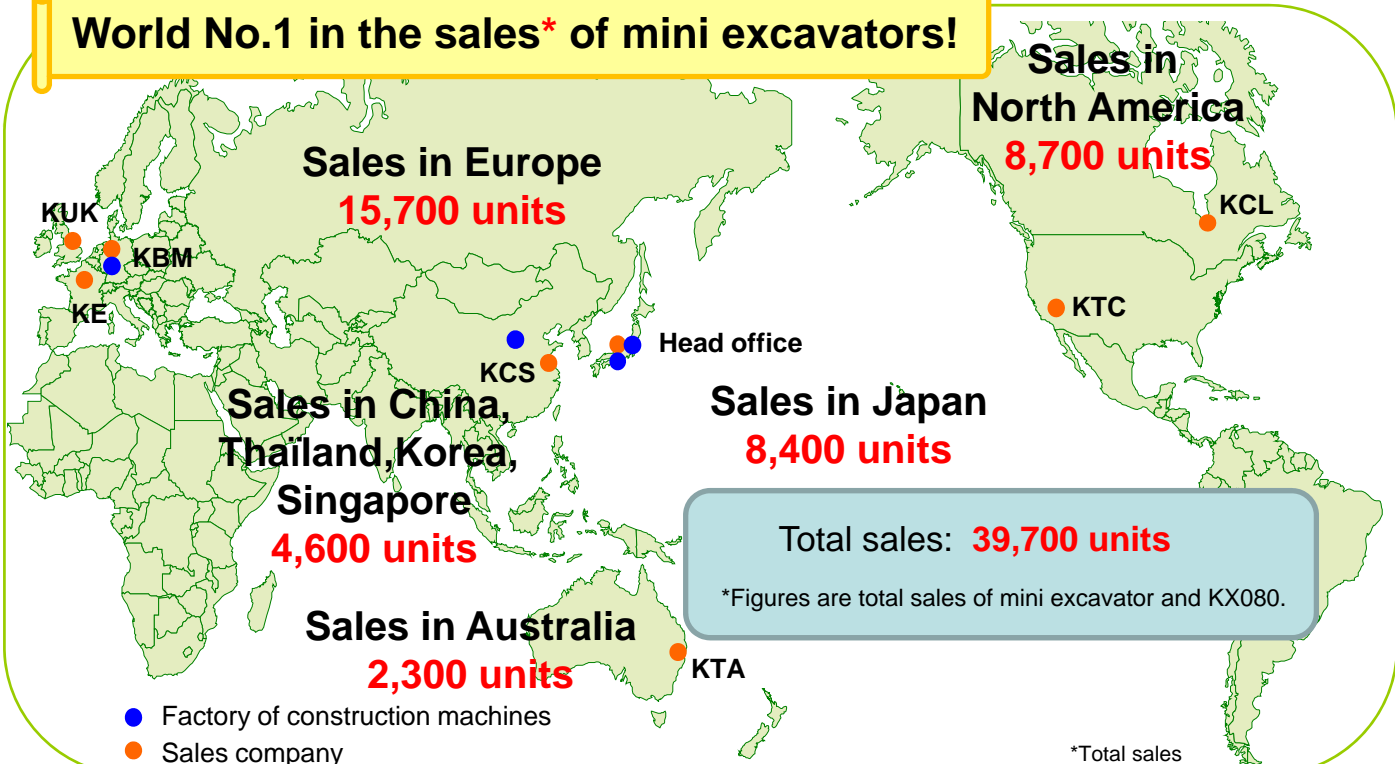 World No.1 in the sales* of mini excavators!
Sales in
North America
8,700 units
Sales in Europe
15,700 units
KUK
KBM
KE
KCL
KTC
Head office
KCS
Sales in China,
Thaïland,Korea,
Singapore
4,600 units
Sales in Japan
8,400 units
Total sales: 39,700 units
*Figures are total sales of mini excavator and KX080.
Sales in Australia
2,300 units
KTA
Factory of construction machines
Sales company
*Total sales